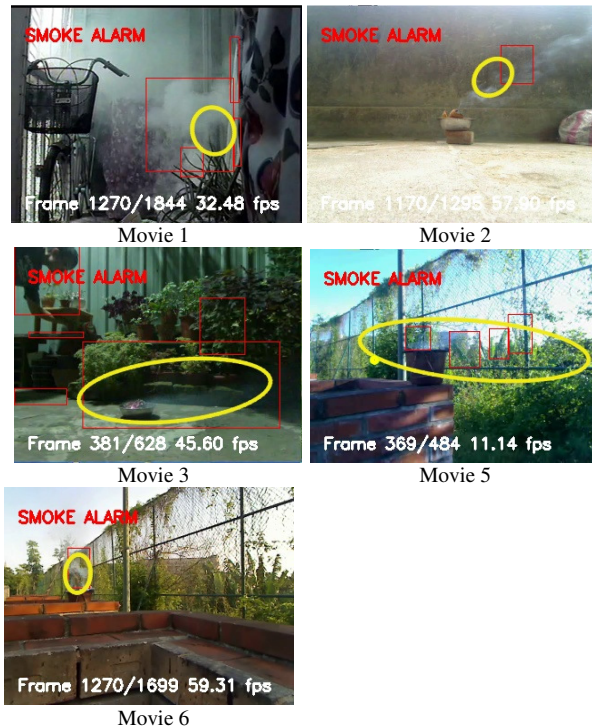 SMOKE ALARM
Frame 1270/1844 32.48 fps
Movie 1
SMOKE ALARM
Frame 1170/1295 57.90 fps
Movie 2
SMOKE ALARM
Frame 381/628 45.60 fps
Movie 3
SMOKE ALARM
Frame 369/484 11.14 fps
Movie 5
SMOKE ALARM
Frame 1270/1699 59.31 fps
Movie 6